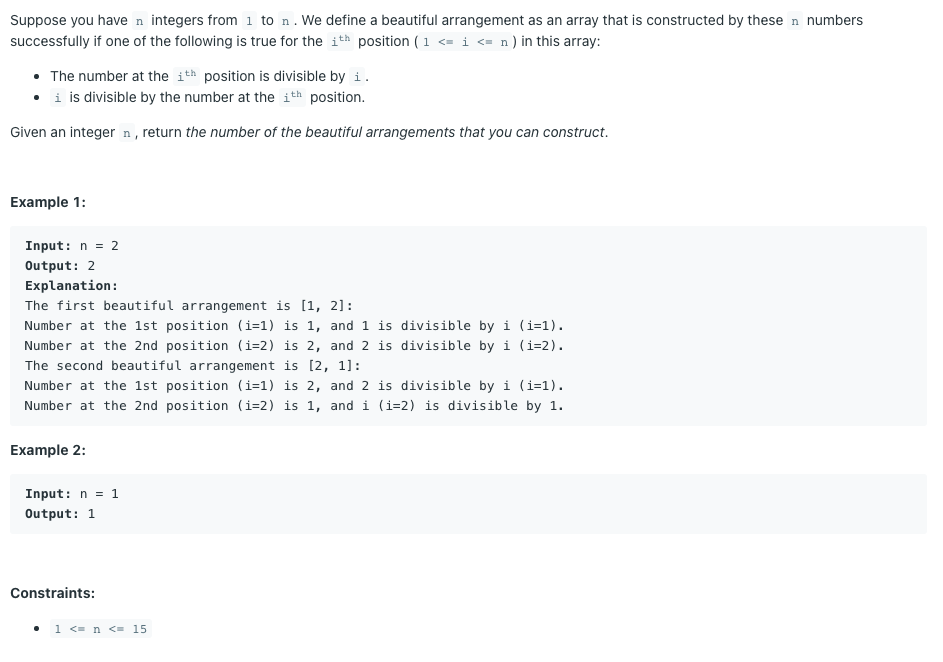 Suppose you have n integers from 1 to n. We define a beautiful arrangement as an array that is constructed by these n numbers
successfully if one of the following is true for the ith position (1 <= i <= n) in this array:
• The number at the ith position is divisible by i.
• i is divisible by the number at the ith position.
Given an integer n, return the number of the beautiful arrangements that you can construct.
Example 1:
Input: n = 2
Output: 2
Explanation:
The first beautiful arrangement is [1, 2]:
Number at the 1st position (i=1) is 1, and 1 is divisible by i (i=1).
Number at the 2nd position (i=2) is 2, and 2 is divisible by i (i=2).
The second beautiful arrangement is [2, 1]:
Number at the 1st position (i=1) is 2, and 2 is divisible by i (i=1).
Number at the 2nd position (i=2) is 1, and i (i=2) is divisible by 1.
Example 2:
Input: n = 1
Output: 1
Constraints:
• 1 <= n <= 15